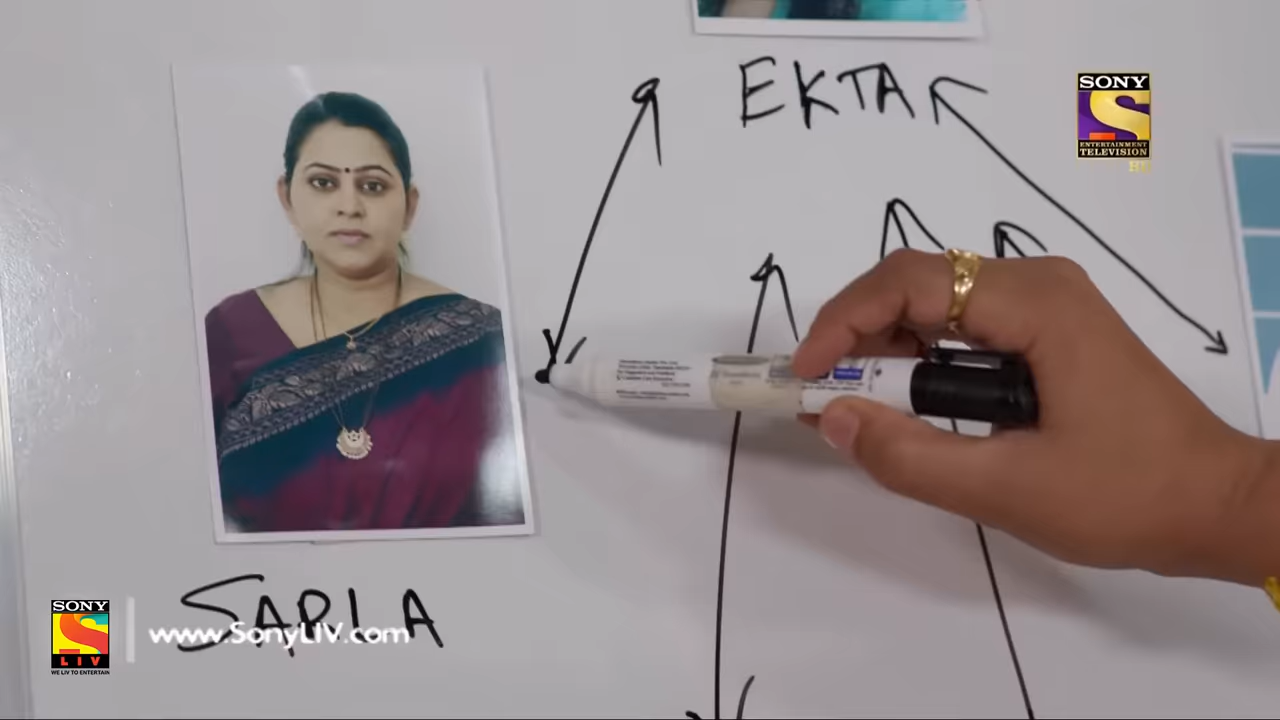 EKTA
SONY
S
ENTERTAINMENT
TELEVISION
HD
SARLA
SONY
S
LIV
WE LIV TO ENTERTAIN
www.SonyLIV.com